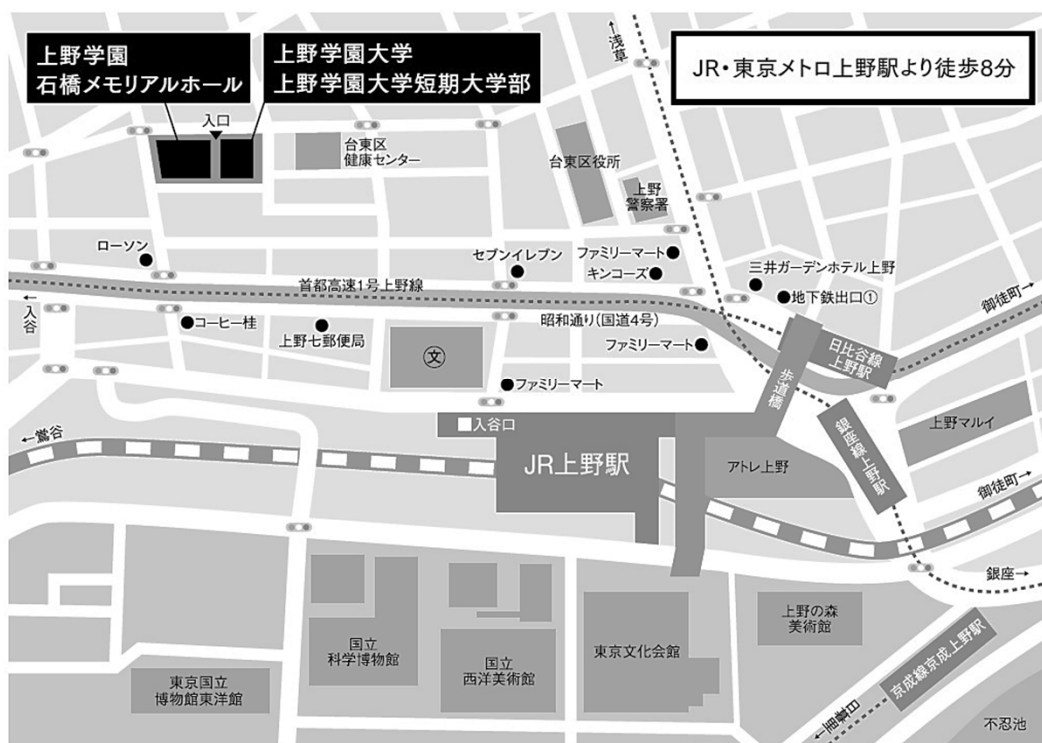 上野学園
石橋メモリアルホール
上野学園大学
上野学園大学短期大学部
←浅草
JR・東京メトロ上野駅より徒歩8分
入口
台東区
健康センター
台東区役所
上野
警察署
ローソン
セブンイレブン
ファミリーマート
キンコーズ
三井ガーデンホテル上野
地下鉄出口①
御徒町→
首都高速1号上野線
←入谷
コーヒー桂
上野七郵便局
昭和通り(国道4号)
文
ファミリーマート
日比谷線
上野駅
ファミリーマート
歩道橋
入谷口
←鶯谷
JR上野駅
アトレ上野
銀座線上野駅
上野マルイ
御徒町→
銀座→
国立
科学博物館
国立
西洋美術館
東京文化会館
上野の森
美術館
京成線京成上野駅
東京国立
博物館東洋館
←日暮里
不忍池